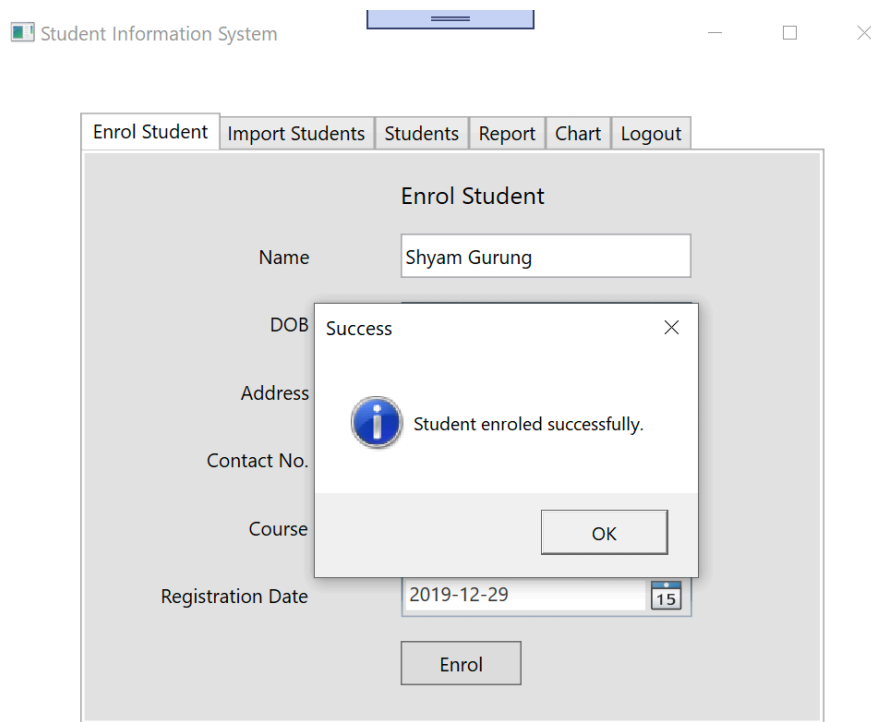 Student Information System
Enrol Student Import Students Students Report Chart Logout
Enrol Student
Name Shyam Gurung
DOB
Success
Address
Student enroled successfully.
Contact No.
Course
OK
Registration Date 2019-12-29 15
Enrol